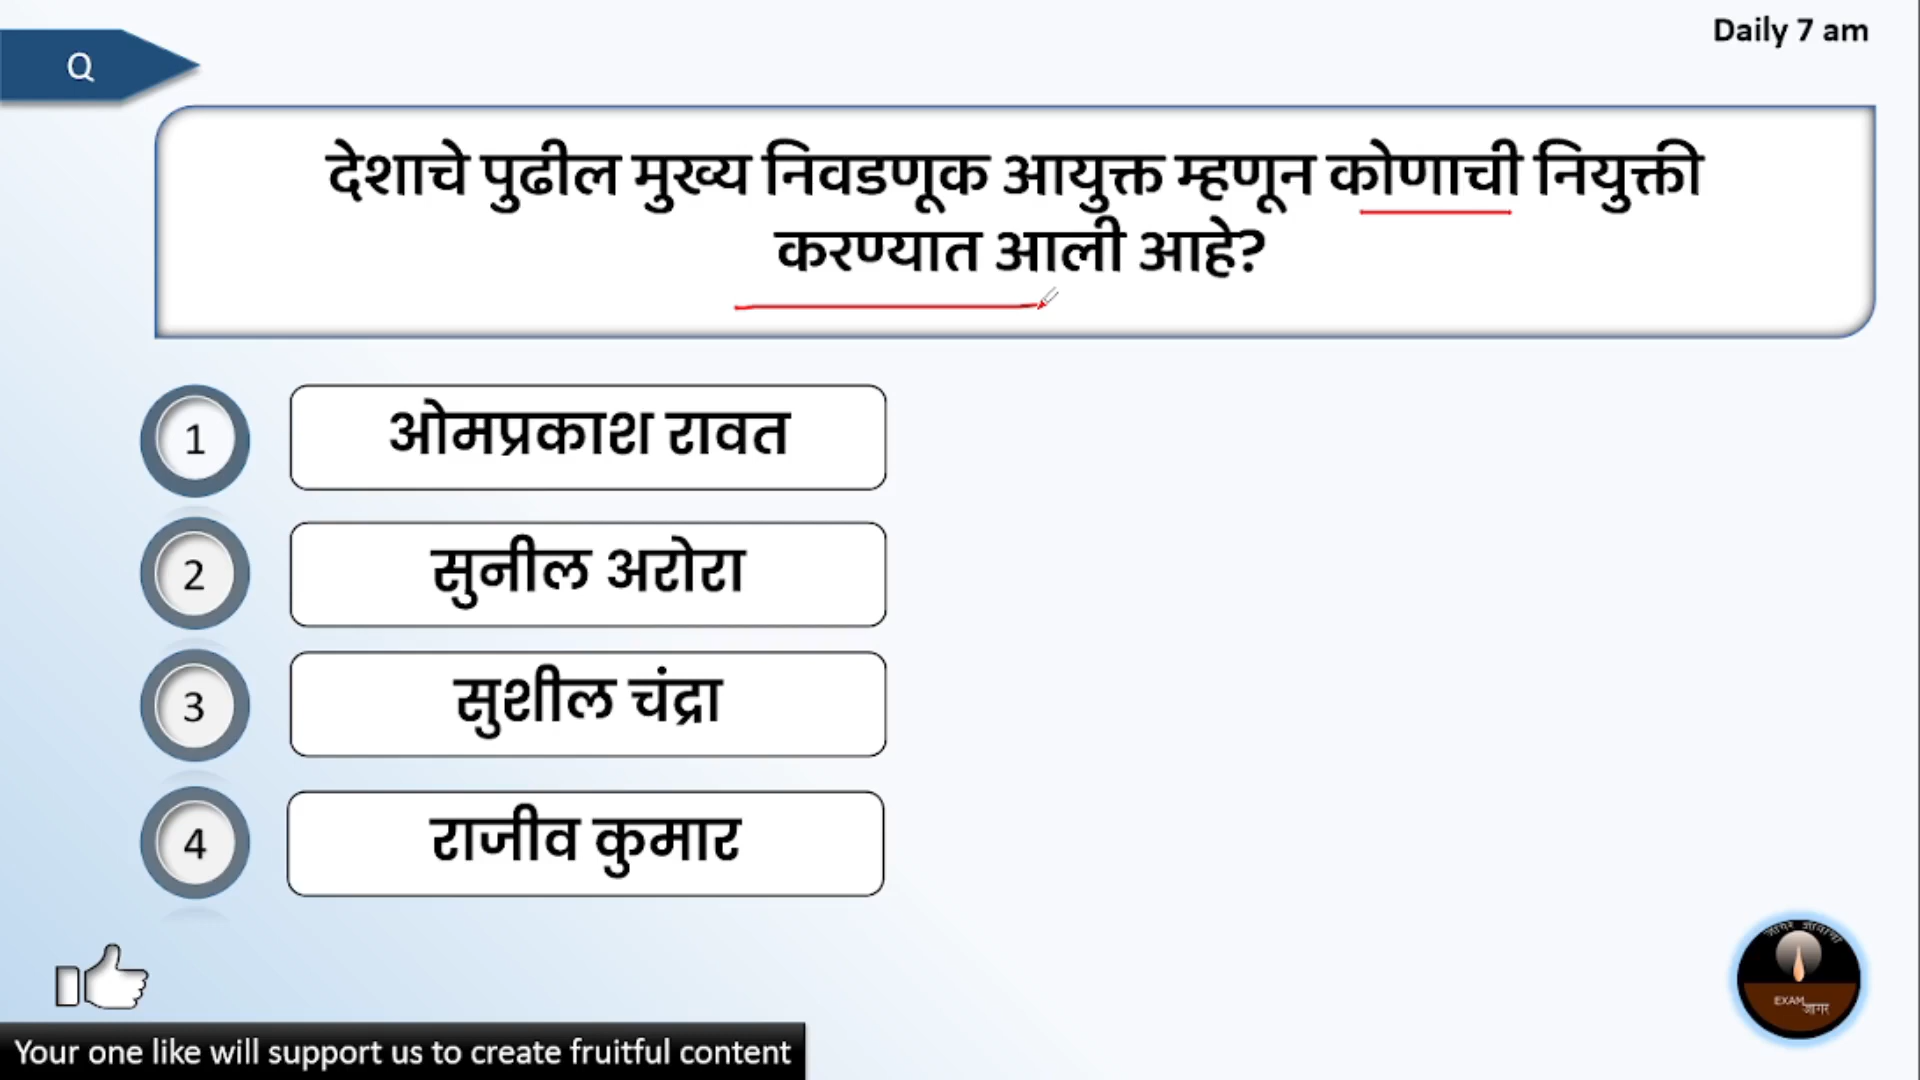 Daily 7 am
Q
देशाचे पुढील मुख्य निवडणूक आयुक्त म्हणून कोणाची नियुक्ती
करण्यात आली आहे?
1
ओमप्रकाश रावत
2
सुनील अरोरा
3
सुशील चंद्रा
4
राजीव कुमार
EXAM
जागर
Your one like will support us to create fruitful content